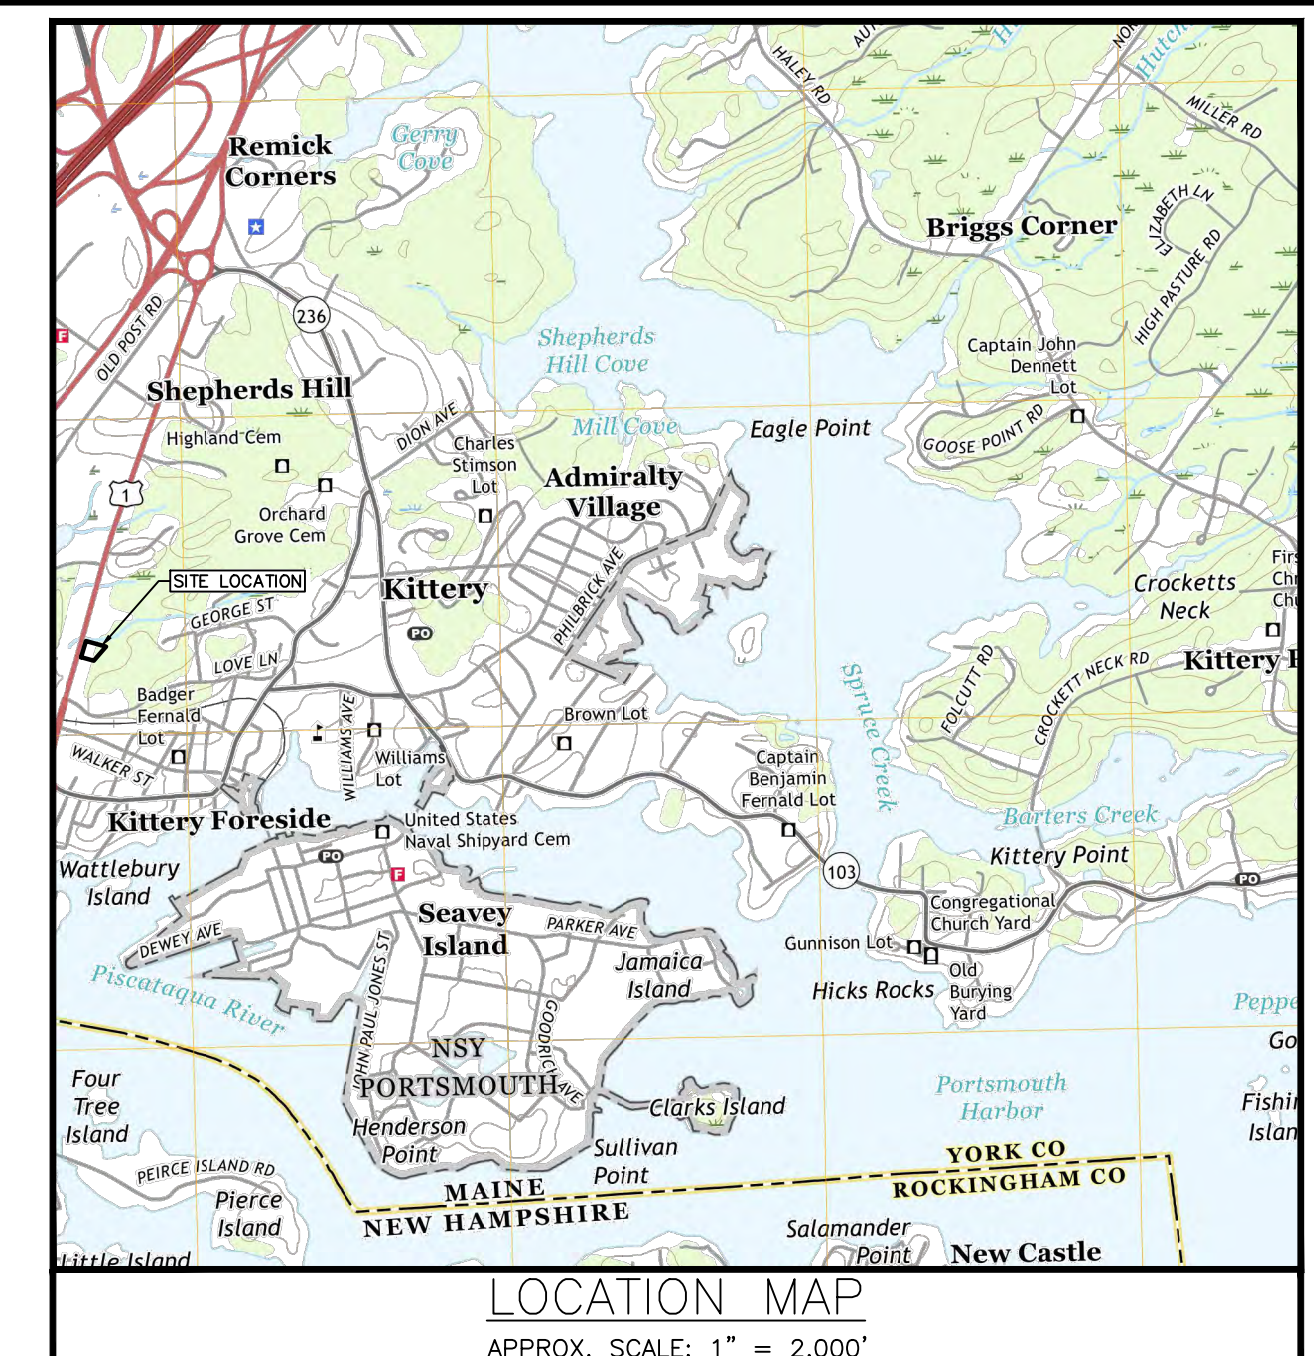 HALEY RD
MILLER RD
Remick
Corners
Gerry
Cove
Briggs Corner
ELIZABETH LN
HIGH PASTURE RD
236
OLD POST RD
F
Shepherds
Hill Cove
Captain John
Dennett
Lot
Shepherds Hill
DION AVE
Mill Cove
Eagle Point
GOOSE POINT RD
Highland Cem
Charles
Stimson
Lot
Admiralty
Village
1
Orchard
Grove Cem
SITE LOCATION
Kittery
PHILBRICK AVE
Crocketts
Neck
GEORGE ST
PO
LOVE LN
FOLCUTT RD
CROCKETT NECK RD
Kittery
Badger
Fernald
Lot
WILLIAMS AVE
Brown Lot
Spruce Creek
WALKER ST
Williams
Lot
Captain
Benjamin
Fernald Lot
Kittery Foreside
United States
Naval Shipyard Cem
Barters Creek
PO
Kittery Point
Wattlebury
Island
F
103
PO
Seavey
Island
PARKER AVE
Congregational
Church Yard
DEWEY AVE
Gunnison Lot
JOHN PAUL JONES ST
Jamaica
Island
Hicks Rocks
Old
Burying
Yard
Piscataqua River
GOODRICH AVE
NSY
PORTSMOUTH
Four
Tree
Island
Portsmouth
Harbor
Clarks Island
Henderson
Point
Sullivan
Point
PEIRCE ISLAND RD
Pierce
Island
YORK CO
ROCKINGHAM CO
MAINE
NEW HAMPSHIRE
Salamander
Point
New Castle
Little Island
LOCATION MAP
APPROX. SCALE: 1" = 2,000'